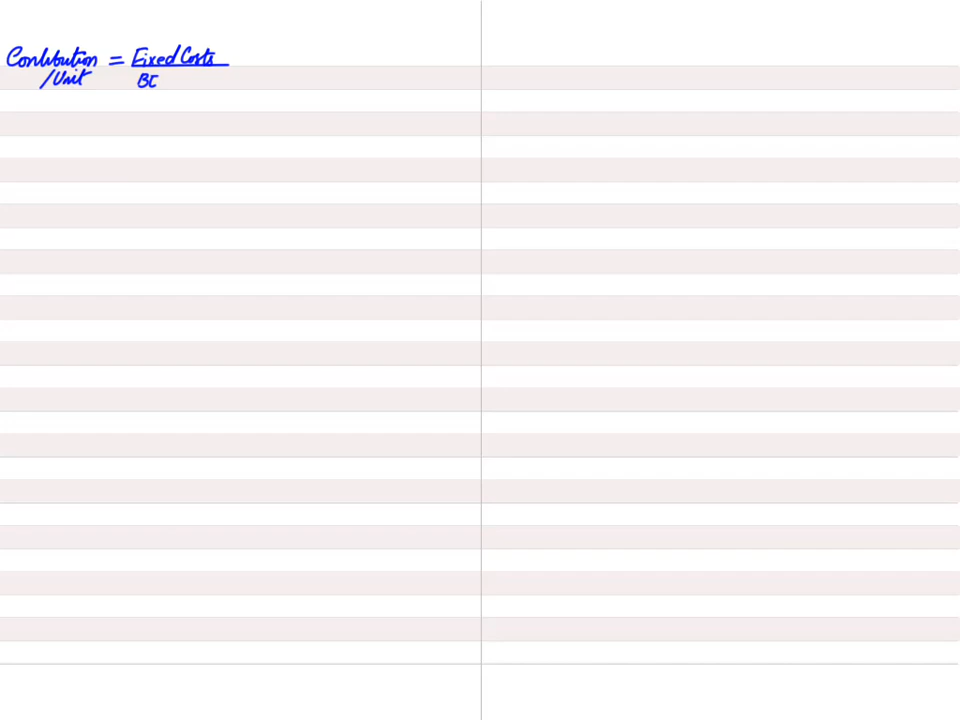 Contribution = Fixed Costs
/Unit BE